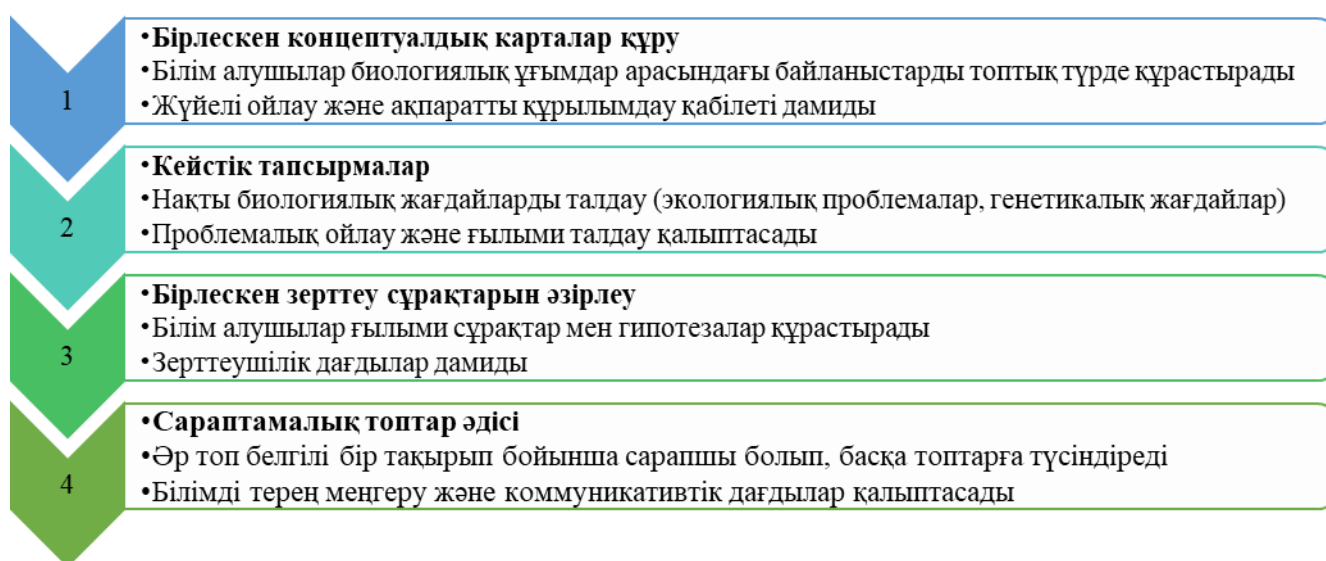 •Бірлескен концептуалдық карталар құру
•Білім алушылар биологиялық ұғымдар арасындағы байланыстарды топтық түрде құрастырады
1
•Жүйелі ойлау және ақпаратты құрылымдау қабілеті дамиды
•Кейстік тапсырмалар
•Нақты биологиялық жағдайларды талдау (экологиялық проблемалар, генетикалық жағдайлар)
2
•Проблемалық ойлау және ғылыми талдау қалыптасады
•Бірлескен зерттеу сұрақтарын әзірлеу
•Білім алушылар ғылыми сұрақтар мен гипотезалар құрастырады
3
•Зерттеушілік дағдылар дамиды
•Сараптамалық топтар әдісі
•Әр топ белгілі бір тақырып бойынша сарапшы болып, басқа топтарға түсіндіреді
4
•Білімді терең меңгеру және коммуникативтік дағдылар қалыптасады